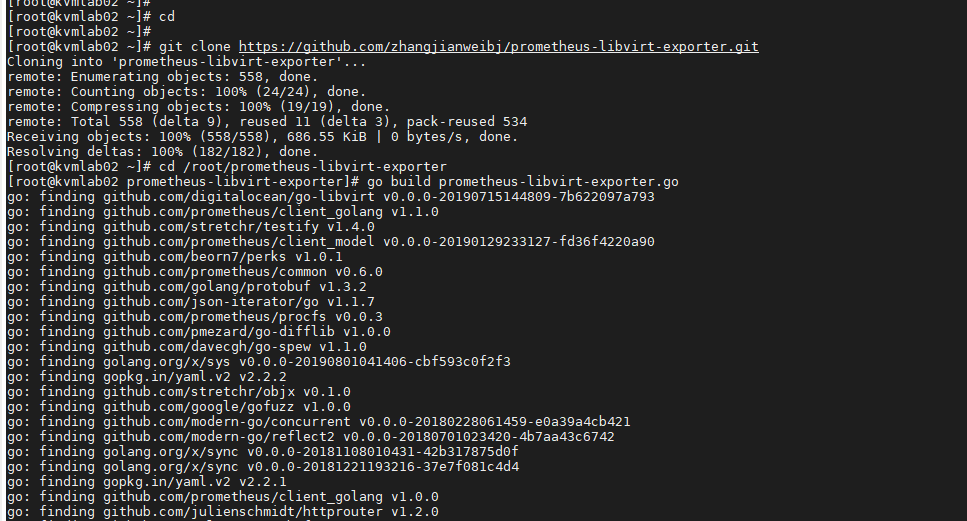 [root@kvmlab02 ~]#
[root@kvmlab02 ~]# cd
[root@kvmlab02 ~]#
[root@kvmlab02 ~]# git clone https://github.com/zhangjianweibj/prometheus-libvirt-exporter.git
Cloning into 'prometheus-libvirt-exporter'...
remote: Enumerating objects: 558, done.
remote: Counting objects: 100% (24/24), done.
remote: Compressing objects: 100% (19/19), done.
remote: Total 558 (delta 9), reused 11 (delta 3), pack-reused 534
Receiving objects: 100% (558/558), 686.55 KiB | 0 bytes/s, done.
Resolving deltas: 100% (182/182), done.
[root@kvmlab02 ~]# cd /root/prometheus-libvirt-exporter
[root@kvmlab02 prometheus-libvirt-exporter]# go build prometheus-libvirt-exporter.go
go: finding github.com/digitalocean/go-libvirt v0.0.0-20190715144809-7b622097a793
go: finding github.com/prometheus/client_golang v1.1.0
go: finding github.com/stretchr/testify v1.4.0
go: finding github.com/prometheus/client_model v0.0.0-20190129233127-fd36f4220a90
go: finding github.com/beorn7/perks v1.0.1
go: finding github.com/prometheus/common v0.6.0
go: finding github.com/golang/protobuf v1.3.2
go: finding github.com/json-iterator/go v1.1.7
go: finding github.com/prometheus/procfs v0.0.3
go: finding github.com/pmezard/go-difflib v1.0.0
go: finding github.com/davecgh/go-spew v1.1.0
go: finding golang.org/x/sys v0.0.0-20190801041406-cbf593c0f2f3
go: finding gopkg.in/yaml.v2 v2.2.2
go: finding github.com/stretchr/objx v0.1.0
go: finding github.com/google/gofuzz v1.0.0
go: finding github.com/modern-go/concurrent v0.0.0-20180228061459-e0a39a4cb421
go: finding github.com/modern-go/reflect2 v0.0.0-20180701023420-4b7aa43c6742
go: finding golang.org/x/sync v0.0.0-20181108010431-42b317875d0f
go: finding golang.org/x/sync v0.0.0-20181221193216-37e7f081c4d4
go: finding gopkg.in/yaml.v2 v2.2.1
go: finding github.com/prometheus/client_golang v1.0.0
go: finding github.com/julienschmidt/httprouter v1.2.0